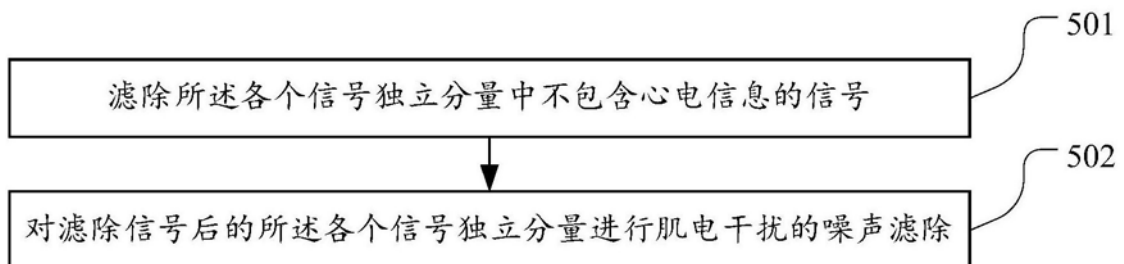 501
滤除所述各个信号独立分量中不包含心电信息的信号
502
对滤除信号后的所述各个信号独立分量进行肌电干扰的噪声滤除